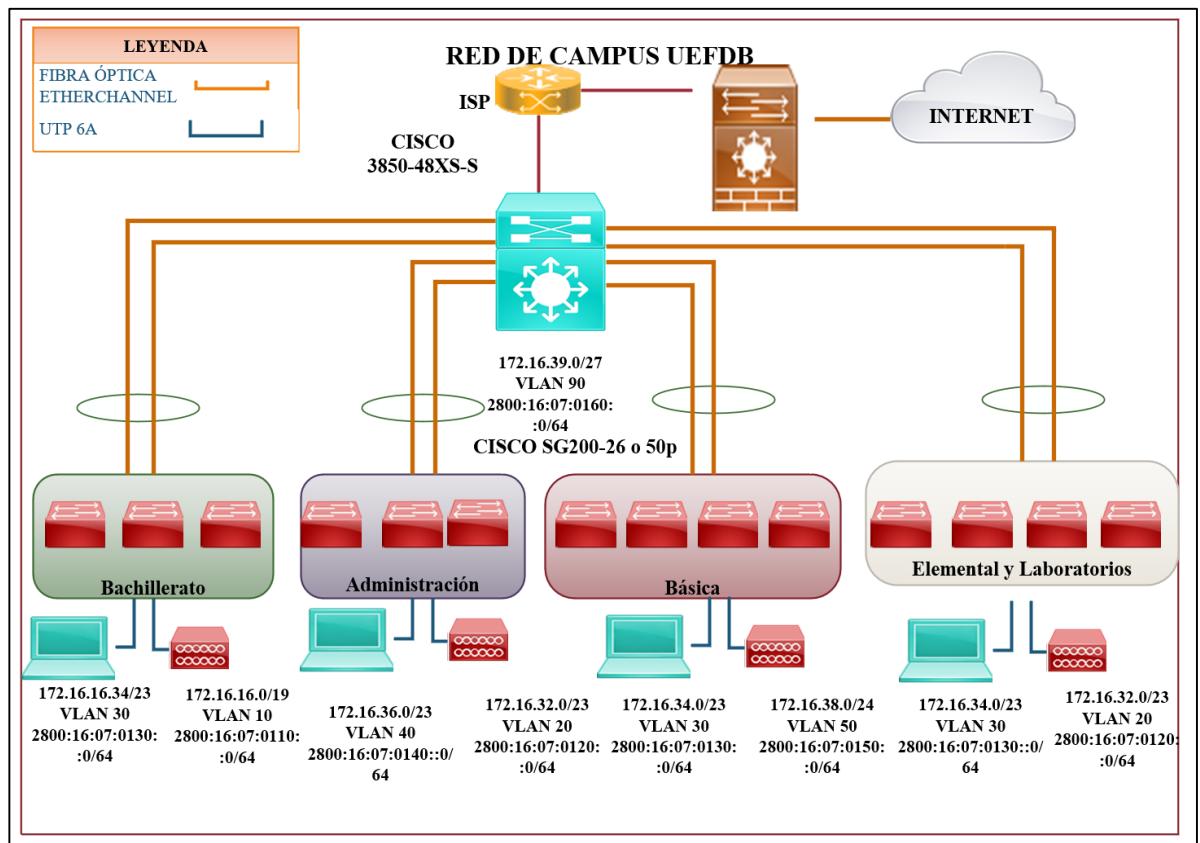 LEYENDA
FIBRA ÓPTICA
ETHERCHANNEL
UTP 6A
RED DE CAMPUS UEFDB
ISP
INTERNET
CISCO
3850-48XS-S
172.16.39.0/27
VLAN 90
2800:16:07:0160:
:0/64
CISCO SG200-26 o 50p
Bachillerato
Administración
Básica
Elemental y Laboratorios
172.16.16.34/23
VLAN 30
2800:16:07:0130:
:0/64
172.16.16.0/19
VLAN 10
2800:16:07:0110:
:0/64
172.16.36.0/23
VLAN 40
2800:16:07:0140::0/
64
172.16.32.0/23
VLAN 20
2800:16:07:0120:
:0/64
172.16.34.0/23
VLAN 30
2800:16:07:0130:
:0/64
172.16.38.0/24
VLAN 50
2800:16:07:0150:
:0/64
172.16.34.0/23
VLAN 30
2800:16:07:0130::0/
64
172.16.32.0/23
VLAN 20
2800:16:07:0120:
:0/64